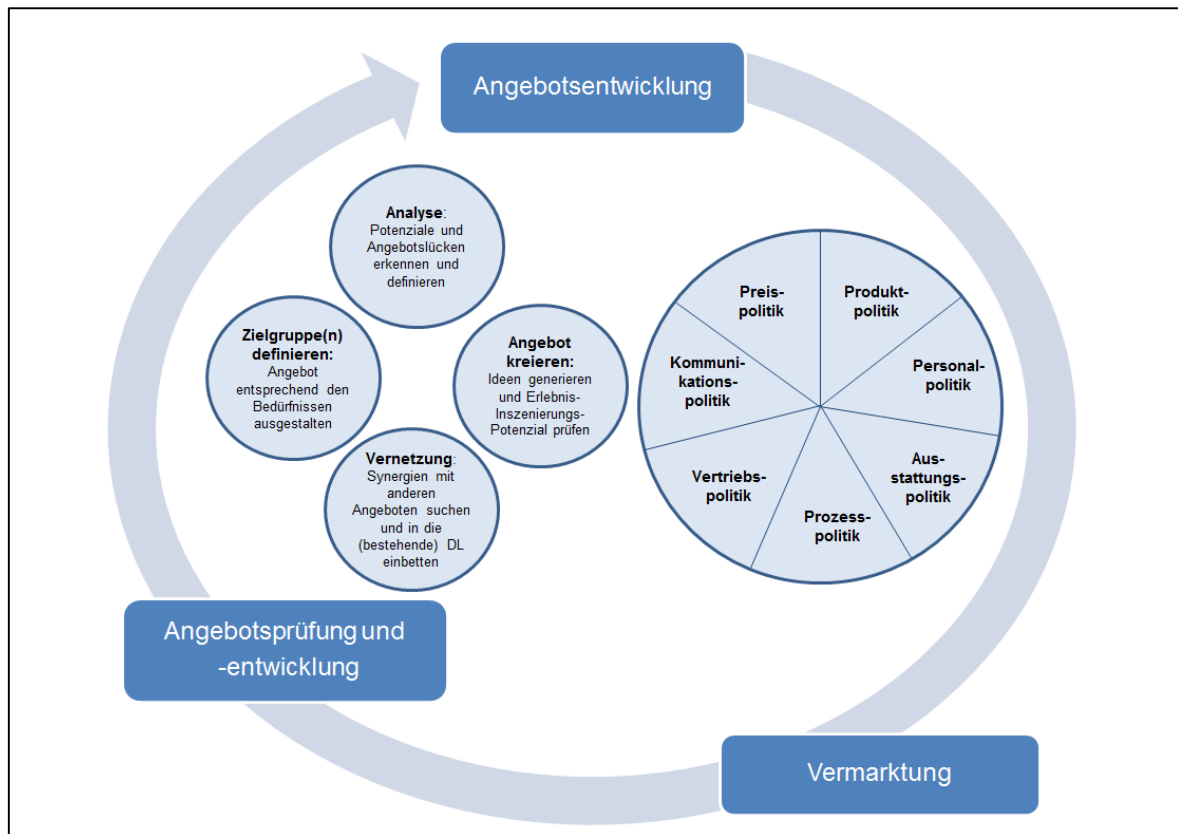 Angebotsentwicklung
Analyse:
Potenziale und
Angebotslücken
erkennen und
definieren
Zielgruppe(n)
definieren:
Angebot
entsprechend den
Bedürfnissen
ausgestalten
Angebot
kreieren:
Ideen generieren
und Erlebnis-
Inszenierungs-
Potenzial prüfen
Vernetzung:
Synergien mit
anderen
Angeboten suchen
und in die
(bestehende) DL
einbetten
Preis-
politik
Produkt-
politik
Kommuni-
kations-
politik
Personal-
politik
Vertriebs-
politik
Aus-
stattungs-
politik
Prozess-
politik
Angebotsprüfung und
-entwicklung
Vermarktung